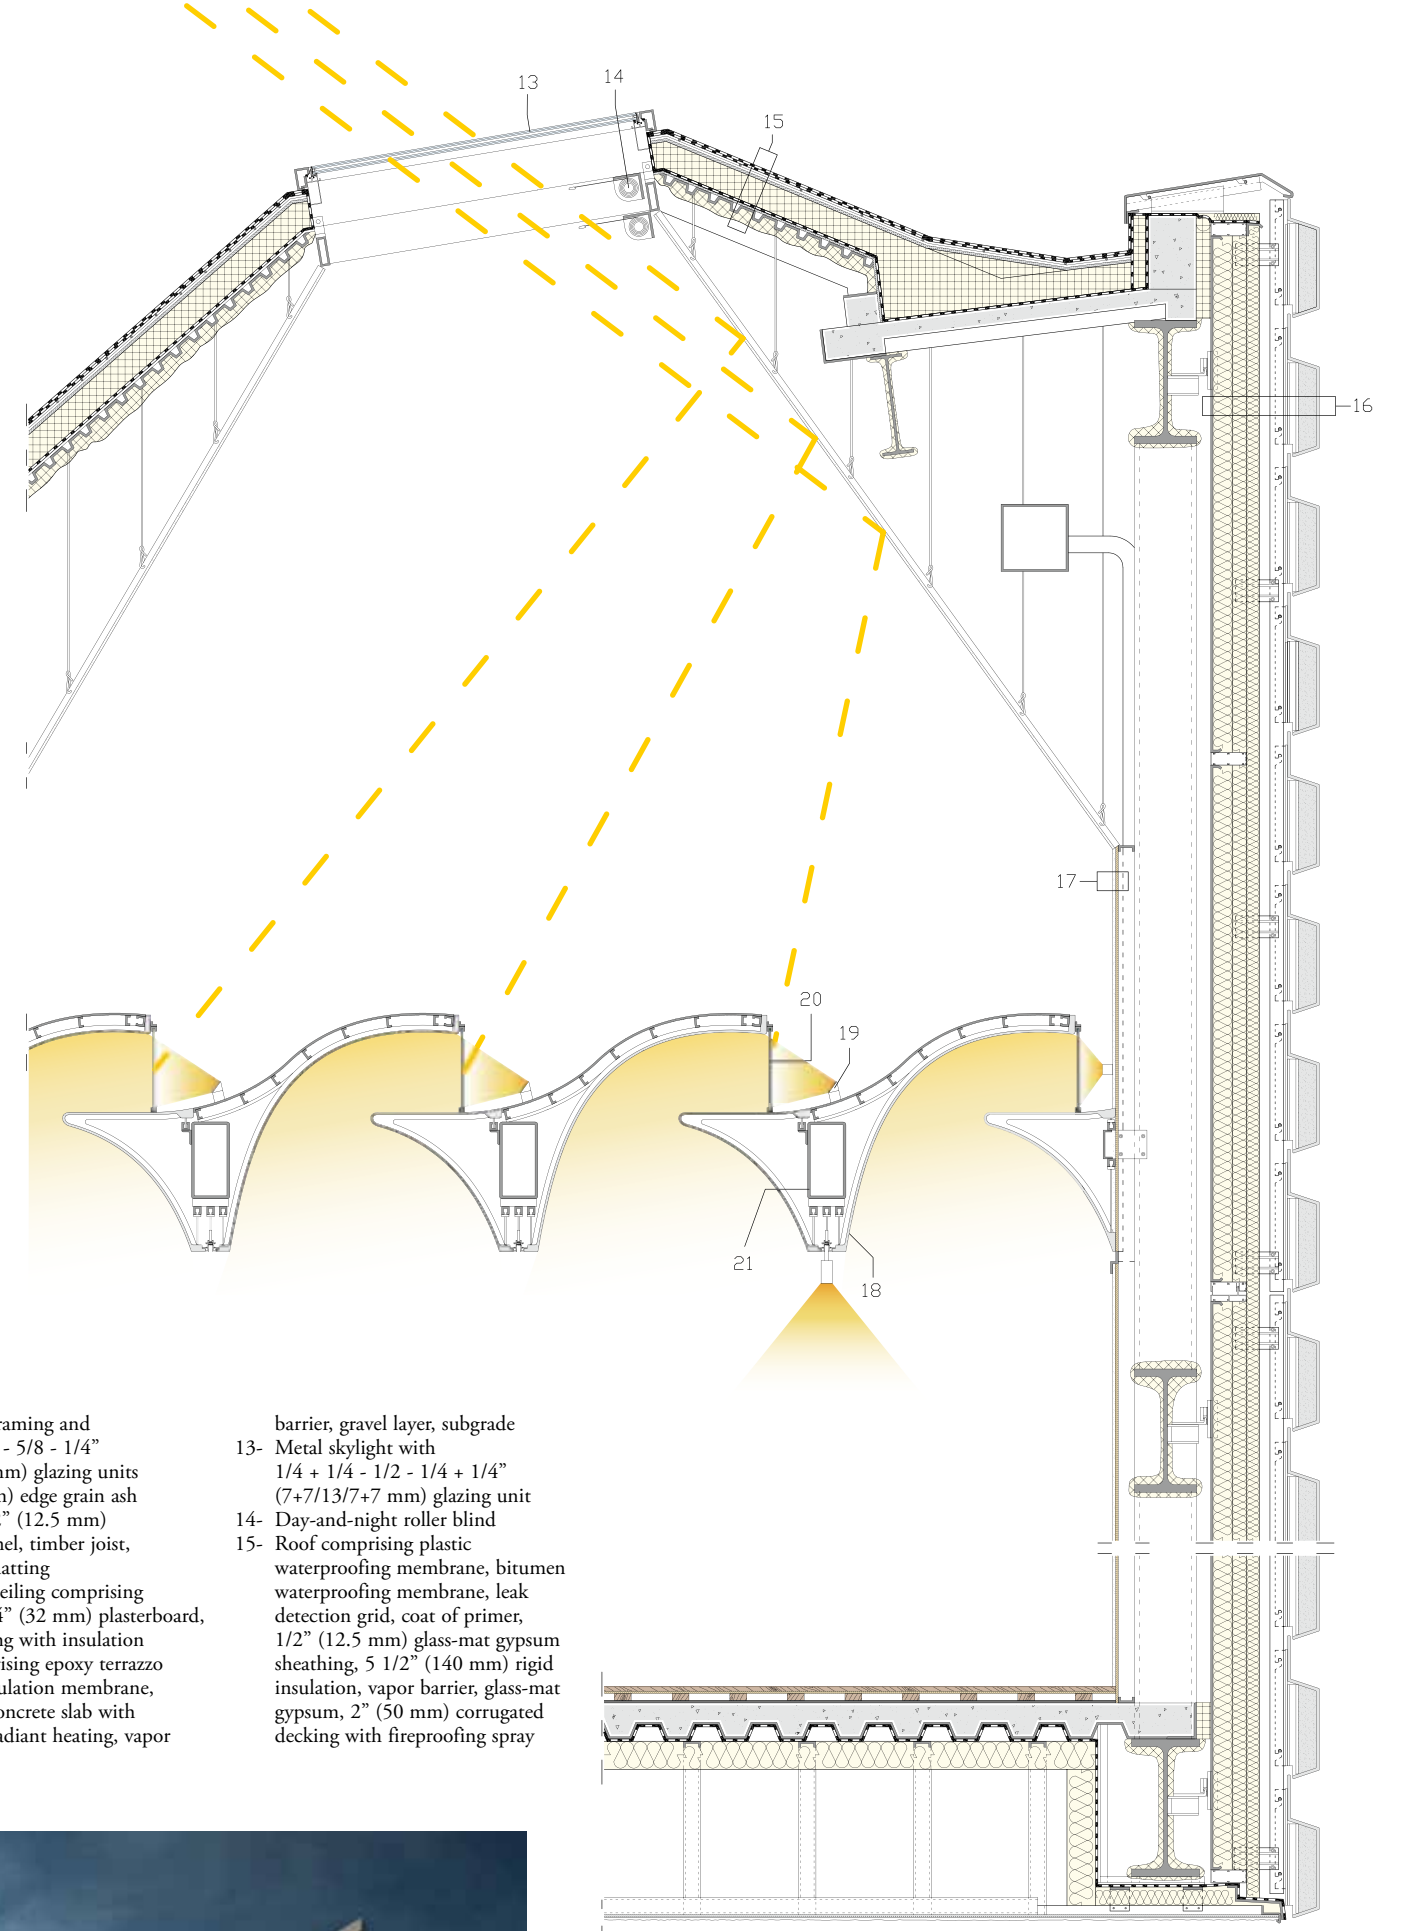 13
14
15
16
17
20
19
21
18
raming and
- 5/8 - 1/4”
nm) glazing units
n) edge grain ash
” (12.5 mm)
nel, timber joist,
natting
eiling comprising
4” (32 mm) plasterboard,
ng with insulation
rising epoxy terrazzo
ulation membrane,
oncrete slab with
adiant heating, vapor
barrier, gravel layer, subgrade
13- Metal skylight with
1/4 + 1/4 - 1/2 - 1/4 + 1/4”
(7+7/13/7+7 mm) glazing unit
14- Day-and-night roller blind
15- Roof comprising plastic
waterproofing membrane, bitumen
waterproofing membrane, leak
detection grid, coat of primer,
1/2” (12.5 mm) glass-mat gypsum
sheathing, 5 1/2” (140 mm) rigid
insulation, vapor barrier, glass-mat
gypsum, 2” (50 mm) corrugated
decking with fireproofing spray